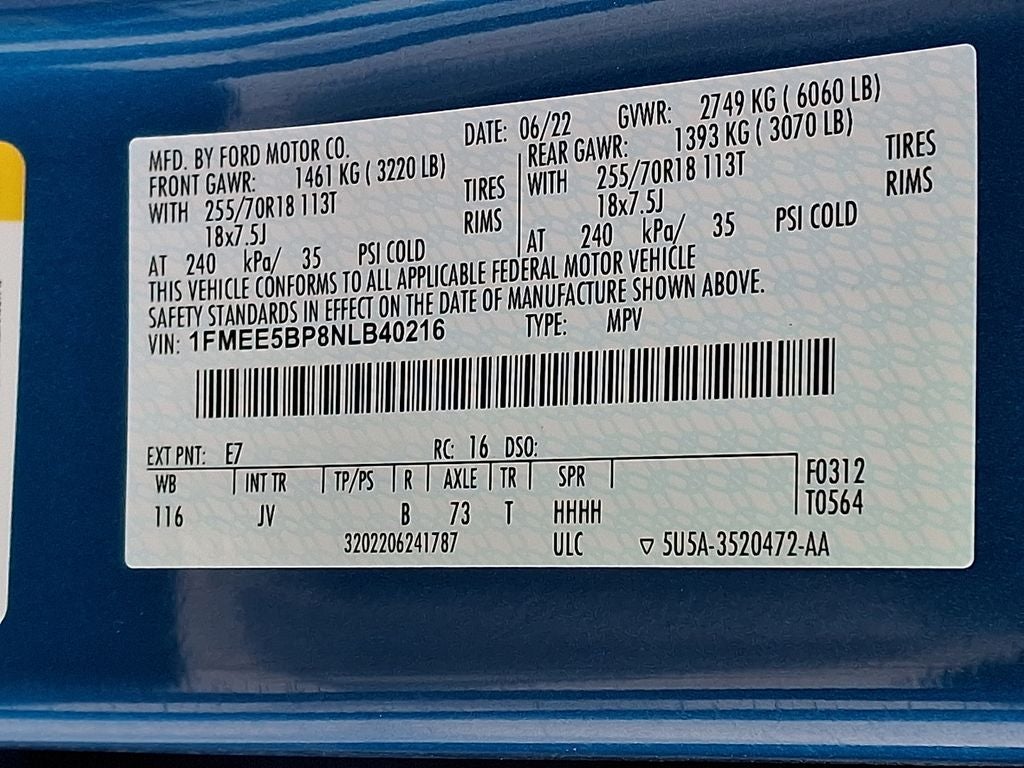 MFD. BY FORD MOTOR CO. DATE: 06/22 GVWR: 2749 KG ( 6060 LB)
FRONT GAWR: 1461 KG ( 3220 LB)
WITH 255/70R18 113T TIRES
18x7.5J RIMS
AT 240 kPa/ 35 PSI COLD
REAR GAWR: 1393 KG ( 3070 LB)
WITH 255/70R18 113T TIRES
18x7.5J RIMS
AT 240 kPa/ 35 PSI COLD
THIS VEHICLE CONFORMS TO ALL APPLICABLE FEDERAL MOTOR VEHICLE
SAFETY STANDARDS IN EFFECT ON THE DATE OF MANUFACTURE SHOWN ABOVE.
VIN: 1FMEE5BP8NLB40216 TYPE: MPV
EXT PNT: E7 RC: 16 DSO:
WB INT TR TP/PS R AXLE TR SPR F0312
116 JV B 73 T HHHH T0564
3202206241787 ULC ▽ 5U5A-3520472-AA